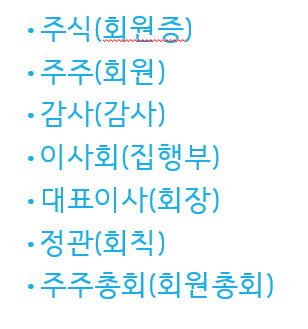 • 주식(회원증)
• 주주(회원)
• 감사(감사)
• 이사회(집행부)
• 대표이사(회장)
• 정관(회칙)
• 주주총회(회원총회)